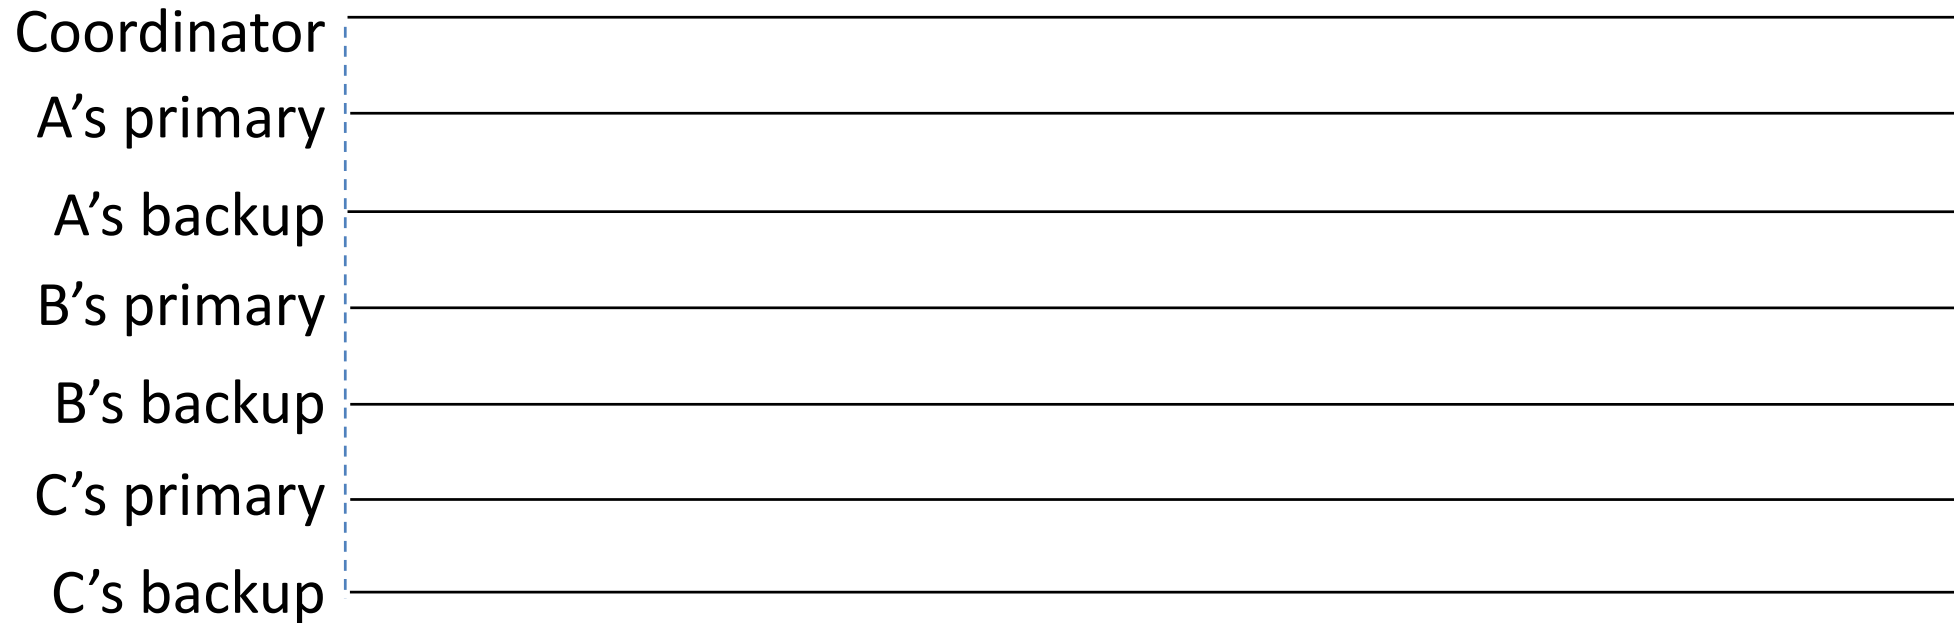 Coordinator
A’s primary
A’s backup
B’s primary
B’s backup
C’s primary
C’s backup